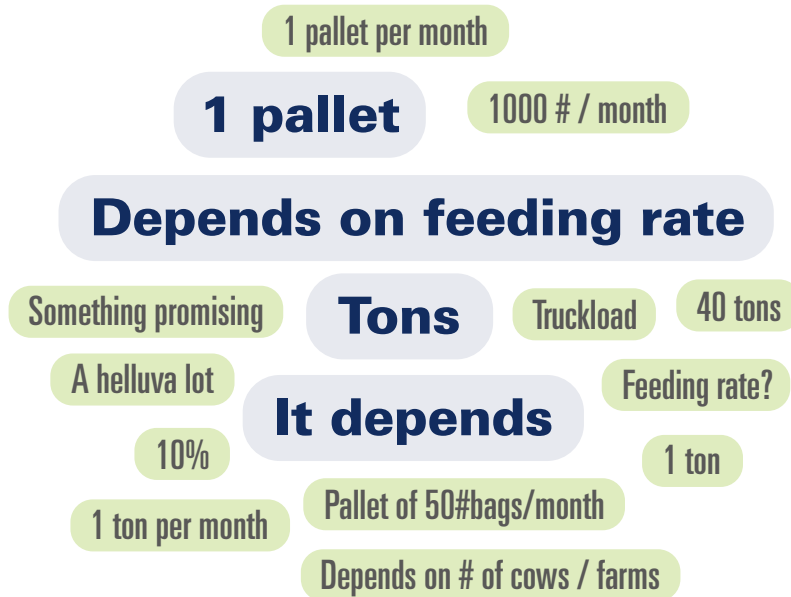 1 pallet per month
1 pallet
1000 # / month
Depends on feeding rate
Something promising
Tons
Truckload
40 tons
A helluva lot
It depends
Feeding rate?
10%
1 ton
1 ton per month
Pallet of 50#bags/month
Depends on # of cows / farms